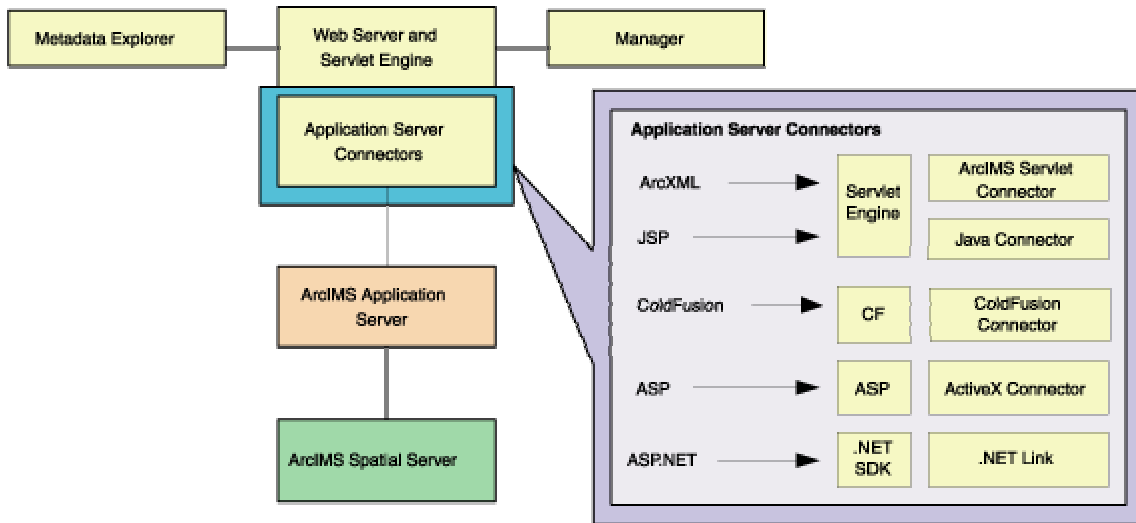 Metadata Explorer
Web Server and
Servlet Engine
Manager
Application Server
Connectors
ArcIMS Application
Server
ArcIMS Spatial Server
Application Server Connectors
ArcXML
Servlet
Engine
ArcIMS Servlet
Connector
JSP
Java Connector
ColdFusion
CF
ColdFusion
Connector
ASP
ASP
ActiveX Connector
ASP.NET
.NET
SDK
.NET Link